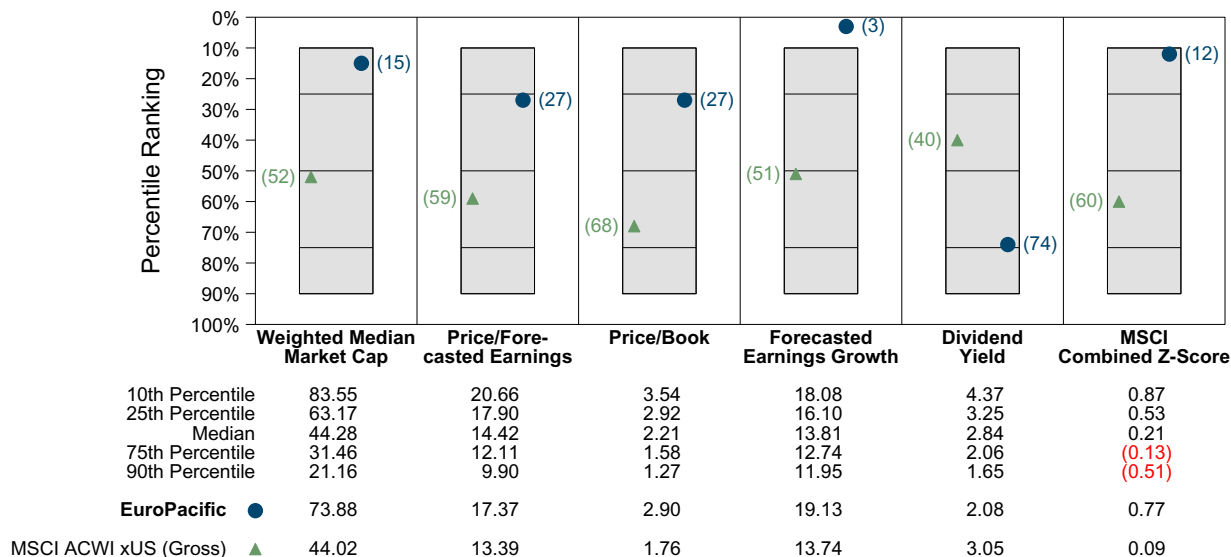 Percentile Ranking
0%
10%
20%
30%
40%
50%
60%
70%
80%
90%
100%
(15)
(52)
(27)
(59)
(27)
(68)
(3)
(51)
(40)
(74)
(12)
(60)
Weighted Median
Market Cap
Price/Fore-
casted Earnings
Price/Book
Forecasted
Earnings Growth
Dividend
Yield
MSCI
Combined Z-Score
10th Percentile 83.55 20.66 3.54 18.08 4.37 0.87
25th Percentile 63.17 17.90 2.92 16.10 3.25 0.53
Median 44.28 14.42 2.21 13.81 2.84 0.21
75th Percentile 31.46 12.11 1.58 12.74 2.06 (0.13)
90th Percentile 21.16 9.90 1.27 11.95 1.65 (0.51)
EuroPacific 73.88 17.37 2.90 19.13 2.08 0.77
MSCI ACWI xUS (Gross) 44.02 13.39 1.76 13.74 3.05 0.09